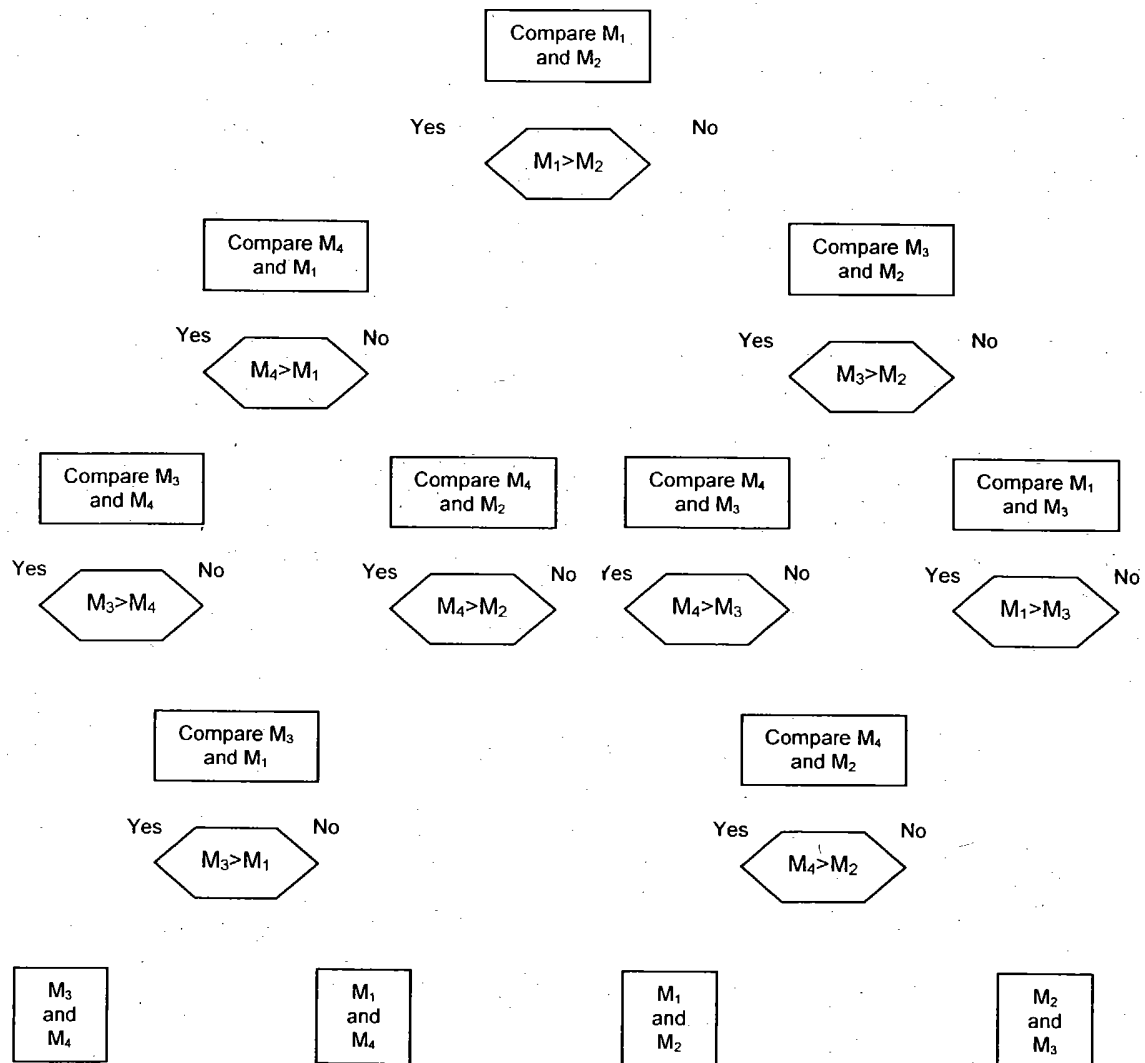 Compare M₁
and M₂
Yes
No
M₁>M₂
Compare M₄
and M₁
Compare M₃
and M₂
Yes
No
Yes
No
M₄>M₁
M₃>M₂
Compare M₃
and M₄
Compare M₄
and M₂
Compare M₄
and M₃
Compare M₁
and M₃
Yes
No
Yes
No
Yes
No
Yes
No
M₃>M₄
M₄>M₂
M₄>M₃
M₁>M₃
Compare M₃
and M₁
Compare M₄
and M₂
Yes
No
Yes
No
M₃>M₁
M₄>M₂
M₃
and
M₄
M₁
and
M₄
M₁
and
M₂
M₂
and
M₃